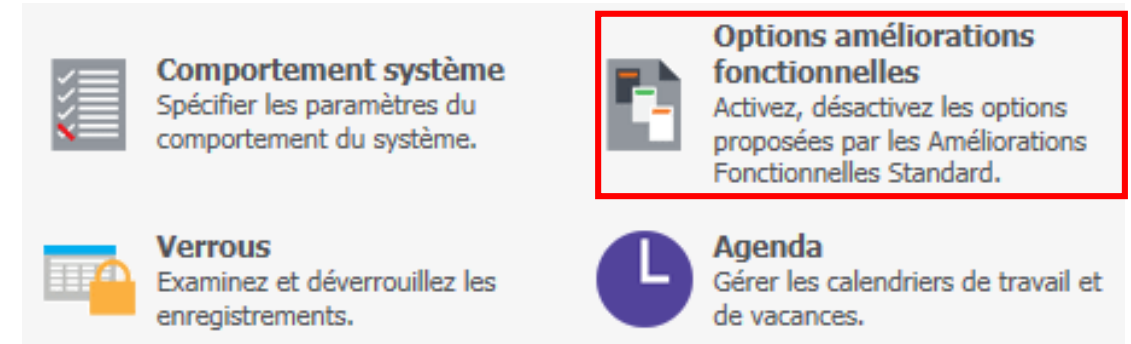 Comportement système
Spécifier les paramètres du
comportement du système.
Options améliorations
fonctionnelles
Activez, désactivez les options
proposées par les Améliorations
Fonctionnelles Standard.
Verrous
Examinez et déverrouillez les
enregistrements.
Agenda
Gérer les calendriers de travail et
de vacances.